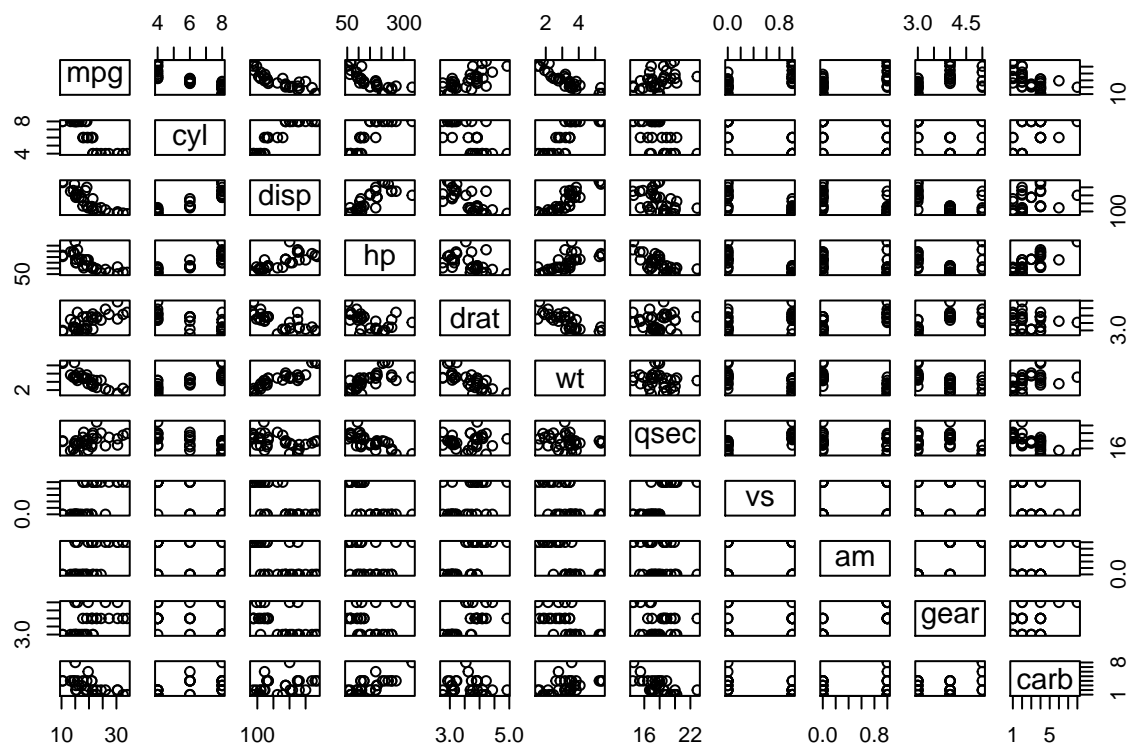 4 6 8 50 300 2 4 0.0 0.8 3.0 4.5
mpg 10
4 8 cyl
disp 100
50 hp
drat 3.0
2 wt
qsec 16
0.0 vs
am 0.0
3.0 gear
carb 1 8
10 30 100 3.0 5.0 16 22 0.0 1.0 1 5